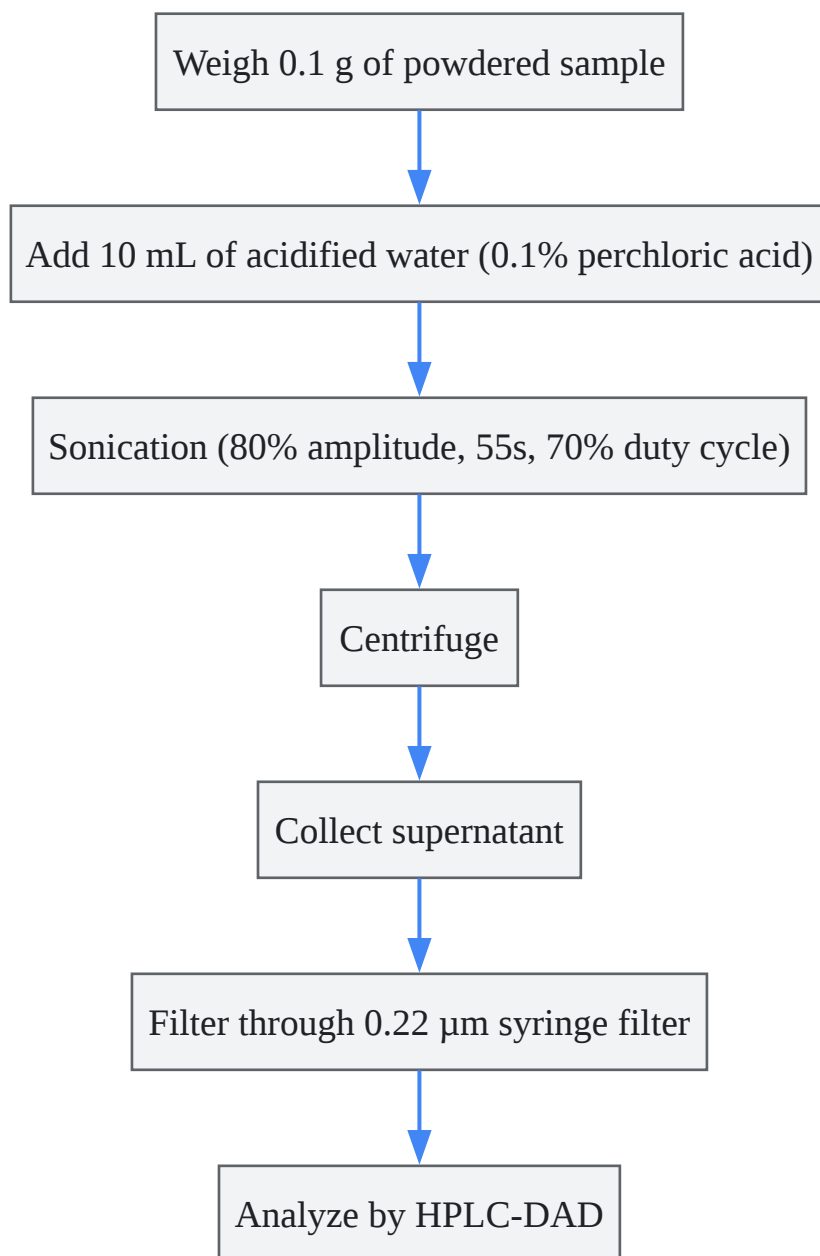 Weigh 0.1 g of powdered sample
Add 10 mL of acidified water (0.1% perchloric acid)
Sonication (80% amplitude, 55s, 70% duty cycle)
Centrifuge
Collect supernatant
Filter through 0.22 µm syringe filter
Analyze by HPLC-DAD